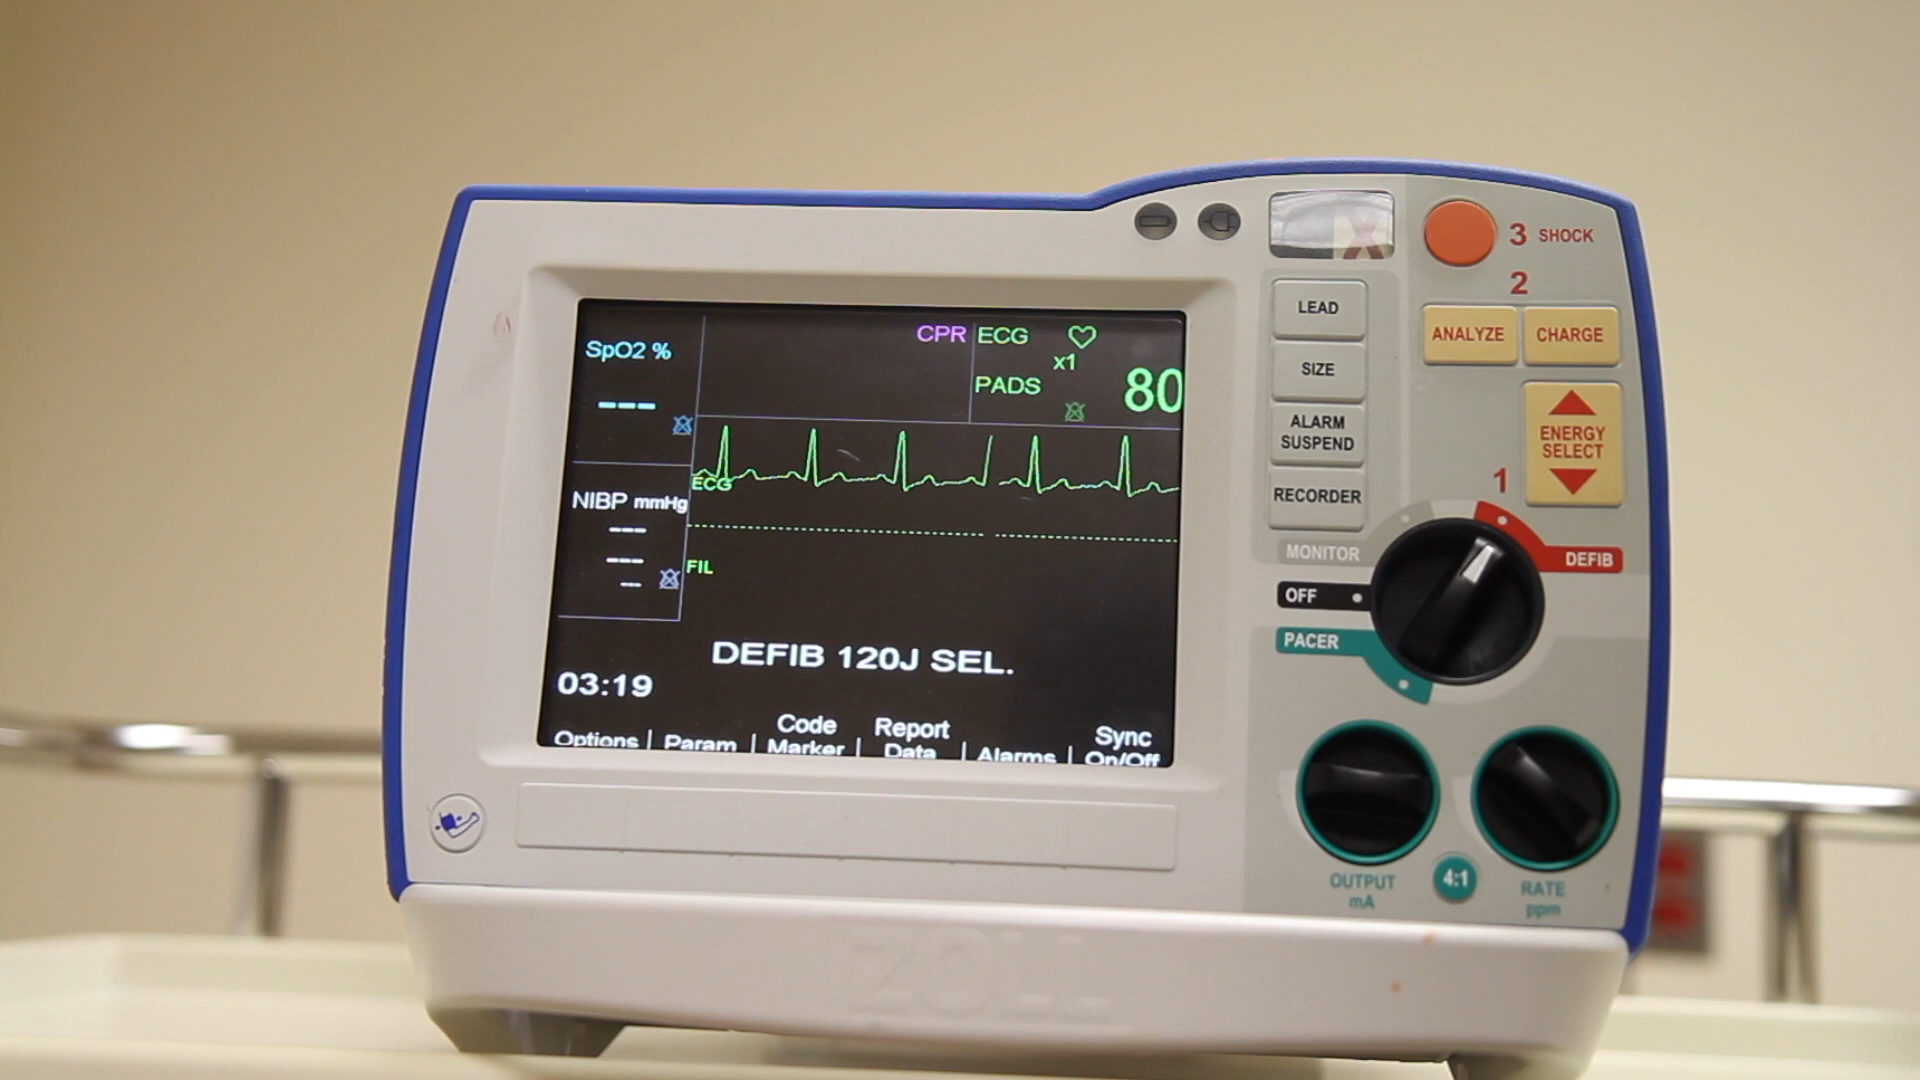 SpO2 %
---
CPR
ECG
x1
PADS
80
ECG
NIBP mmHg
---
---
--
FIL
DEFIB 120J SEL.
03:19
Options
Param
Code
Marker
Report
Data
Alarms
Sync
On/Off
3 SHOCK
2
ANALYZE
CHARGE
LEAD
SIZE
ALARM
SUSPEND
RECORDER
ENERGY
SELECT
1
MONITOR
DEFIB
OFF
PACER
OUTPUT
mA
4:1
RATE
ppm
ZOLL